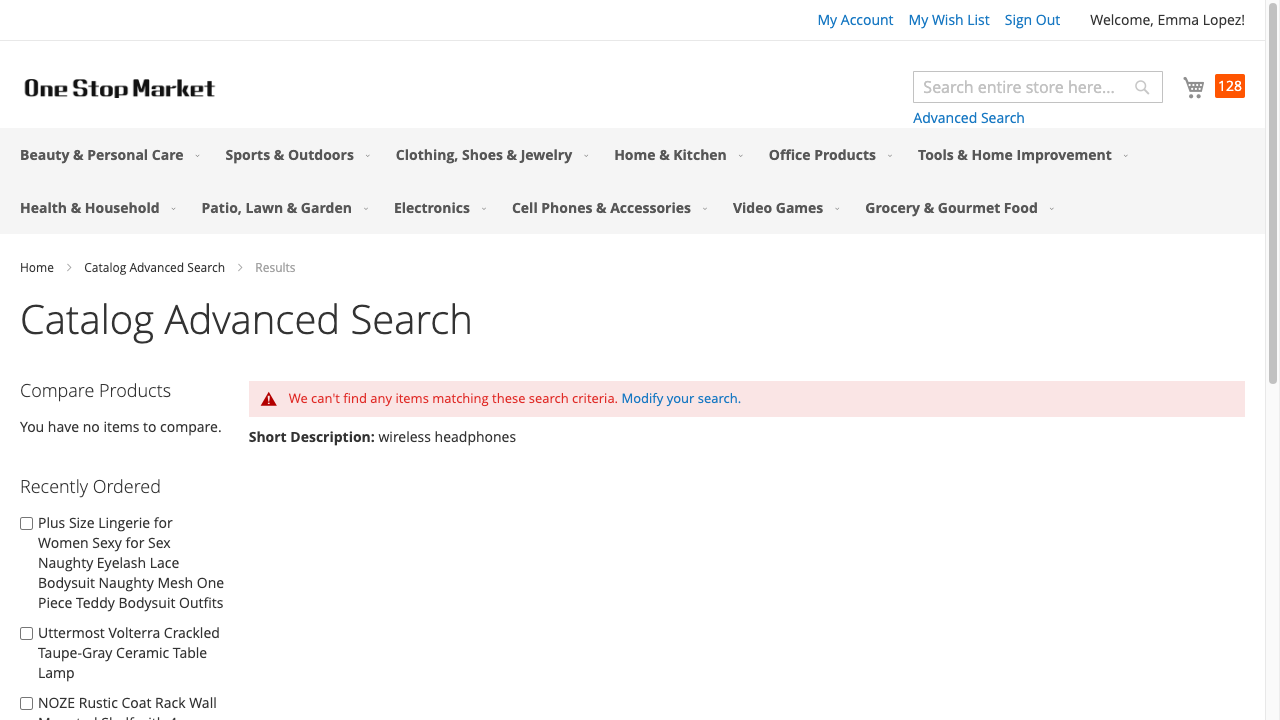 My Account My Wish List Sign Out Welcome, Emma Lopez!
One Stop Market
Search entire store here...
128
Advanced Search
Beauty & Personal Care Sports & Outdoors Clothing, Shoes & Jewelry Home & Kitchen Office Products Tools & Home Improvement
Health & Household Patio, Lawn & Garden Electronics Cell Phones & Accessories Video Games Grocery & Gourmet Food
Home Catalog Advanced Search Results
Catalog Advanced Search
Compare Products
You have no items to compare.
We can't find any items matching these search criteria. Modify your search.
Short Description: wireless headphones
Recently Ordered
Plus Size Lingerie for
Women Sexy for Sex
Naughty Eyelash Lace
Bodysuit Naughty Mesh One
Piece Teddy Bodysuit Outfits
Uttermost Volterra Crackled
Taupe-Gray Ceramic Table
Lamp
NOZE Rustic Coat Rack Wall